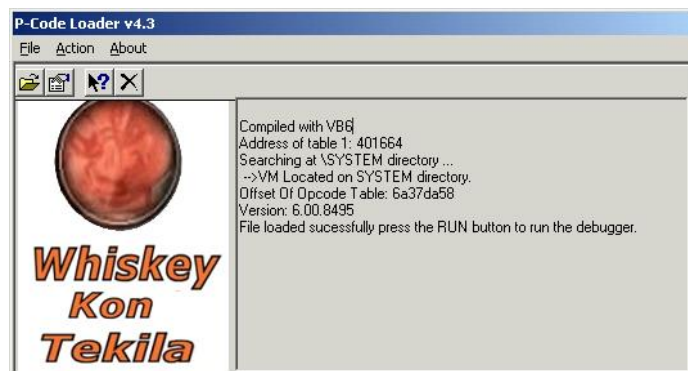 P-Code Loader v4.3
File Action About
Compiled with VB6
Address of table 1: 401664
Searching at \SYSTEM directory ...
-->VM Located on SYSTEM directory.
Offset Of Opcode Table: 6a37da58
Version: 6.00.8495
File loaded sucessfully press the RUN button to run the debugger.
Whiskey
Kon
Tekila